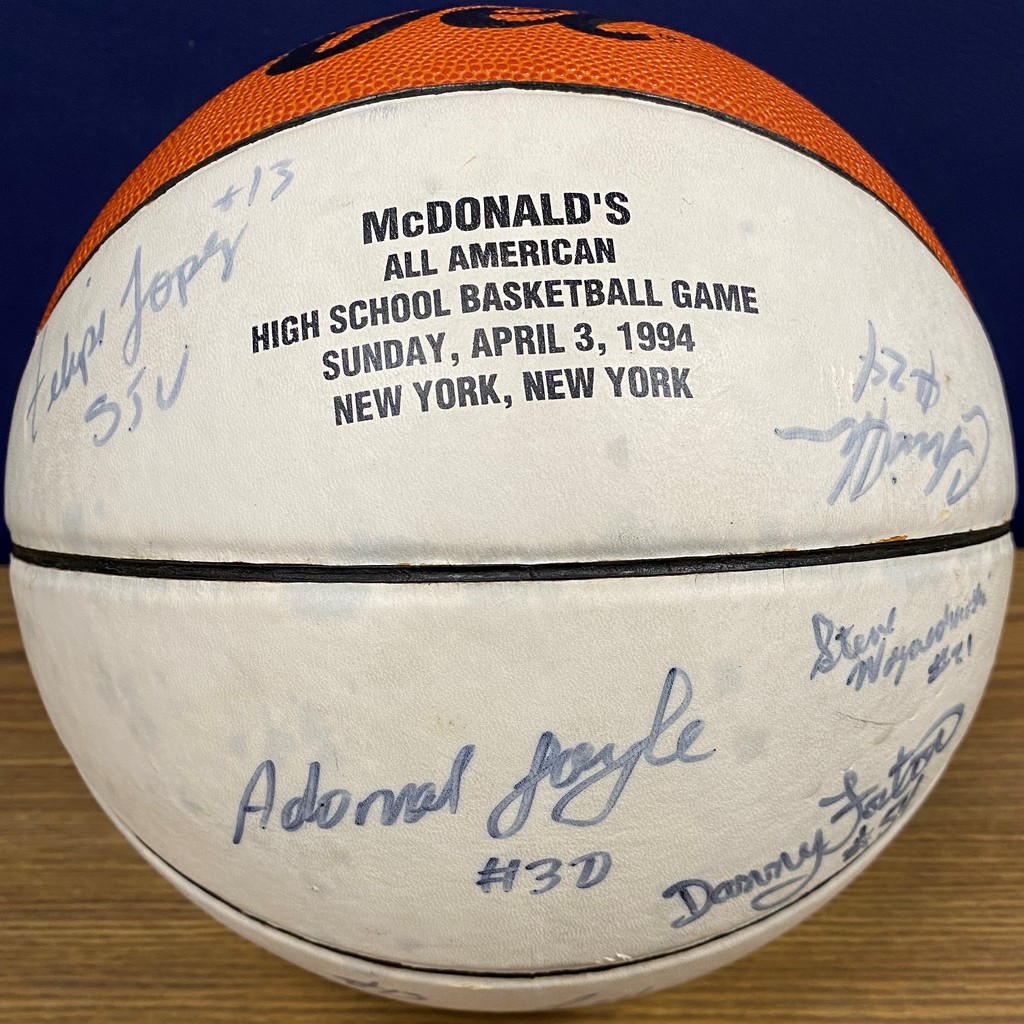 #13
Felipe Lopez
SJU
McDONALD'S
ALL AMERICAN
HIGH SCHOOL BASKETBALL GAME
SUNDAY, APRIL 3, 1994
NEW YORK, NEW YORK
Steve
Wojciechowski
#21
Adonal Foyle
#30
Danny Fortson